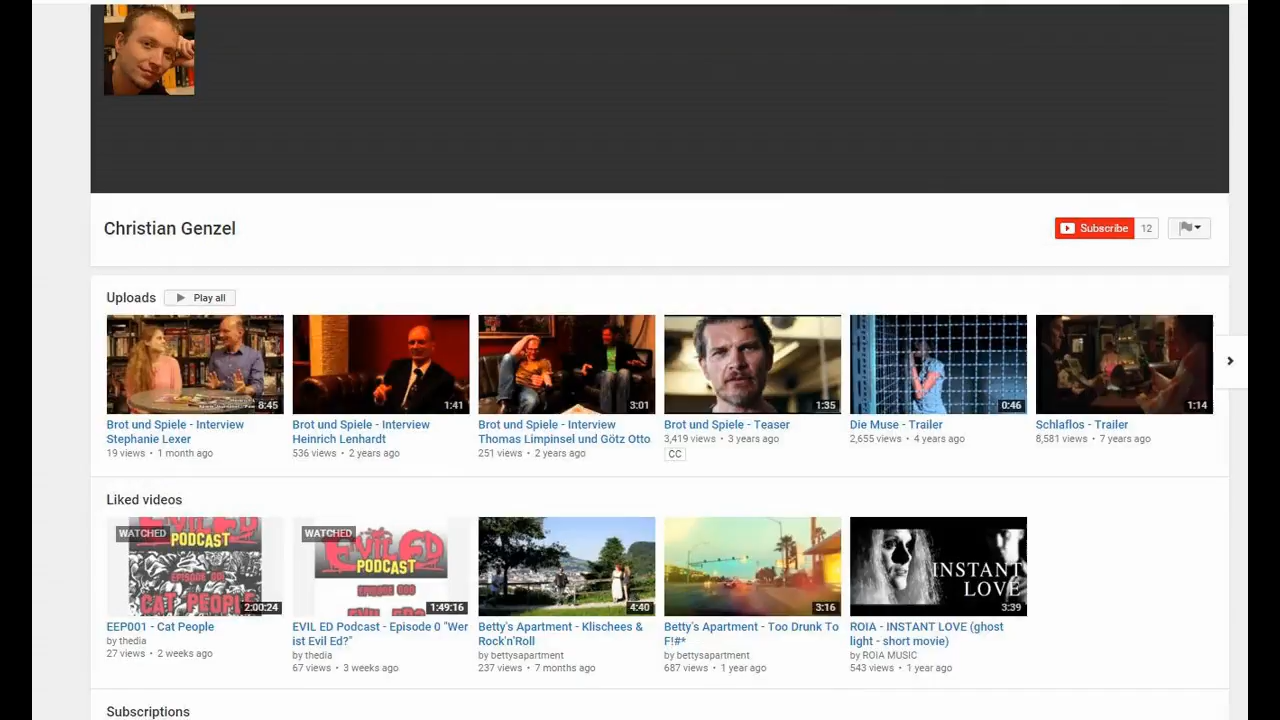 Christian Genzel
Subscribe 12
Uploads Play all
8:45
1:41
3:01
1:35
0:46
1:14
Brot und Spiele - Interview
Stephanie Lexer
19 views • 1 month ago
Brot und Spiele - Interview
Heinrich Lenhardt
536 views • 2 years ago
Brot und Spiele - Interview
Thomas Limpinsel und Götz Otto
251 views • 2 years ago
Brot und Spiele - Teaser
3,419 views • 3 years ago
CC
Die Muse - Trailer
2,655 views • 4 years ago
Schlaflos - Trailer
8,581 views • 7 years ago
Liked videos
WATCHED
EVIL ED
PODCAST
EPISODE 001
CAT PEOPLE
2:00:24
EEP001 - Cat People
by thedia
27 views • 2 weeks ago
WATCHED
EVIL ED
PODCAST
EPISODE 000
1:49:16
EVIL ED Podcast - Episode 0 "Wer
ist Evil Ed?"
by thedia
67 views • 3 weeks ago
4:40
Betty's Apartment - Klischees &
Rock'n'Roll
by bettysapartment
237 views • 7 months ago
3:16
Betty's Apartment - Too Drunk To
F!#*
by bettysapartment
687 views • 1 year ago
INSTANT
LOVE
3:39
ROIA - INSTANT LOVE (ghost
light - short movie)
by ROIA MUSIC
543 views • 1 year ago
Subscriptions